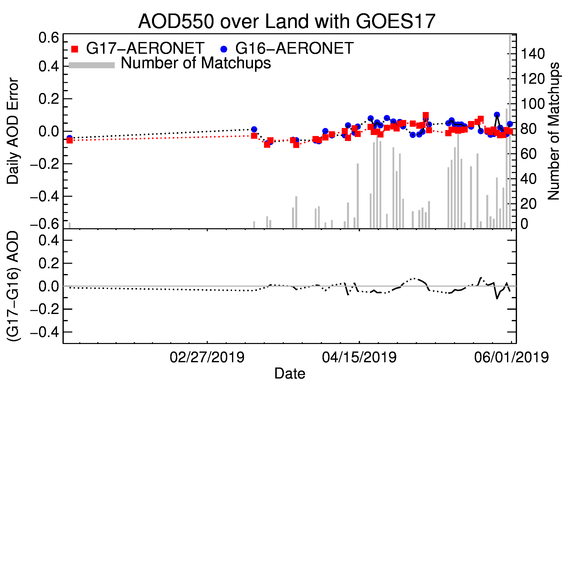 AOD550 over Land with GOES17
G17-AERONET G16-AERONET
Number of Matchups
Daily AOD Error
0.6
0.4
0.2
0.0
-0.2
-0.4
-0.6
Number of Matchups
140
120
100
80
60
40
20
0
(G17-G16) AOD
0.4
0.2
0.0
-0.2
-0.4
02/27/2019 04/15/2019 06/01/2019
Date